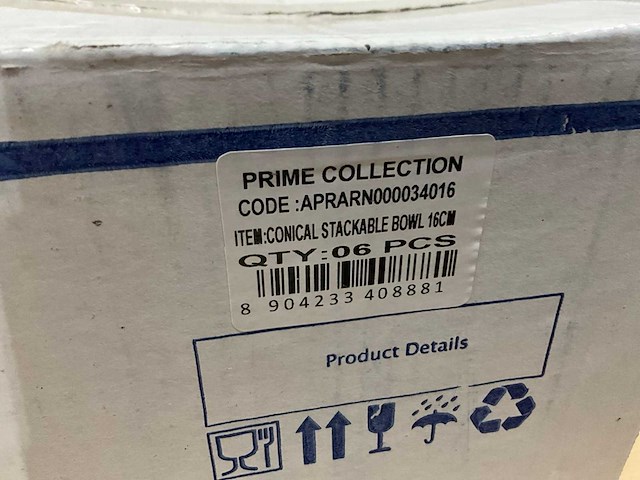 PRIME COLLECTION
CODE :APRARN000034016
ITEM:CONICAL STACKABLE BOWL 16CM
QTY:06 PCS
8 904233 408881
Product Details